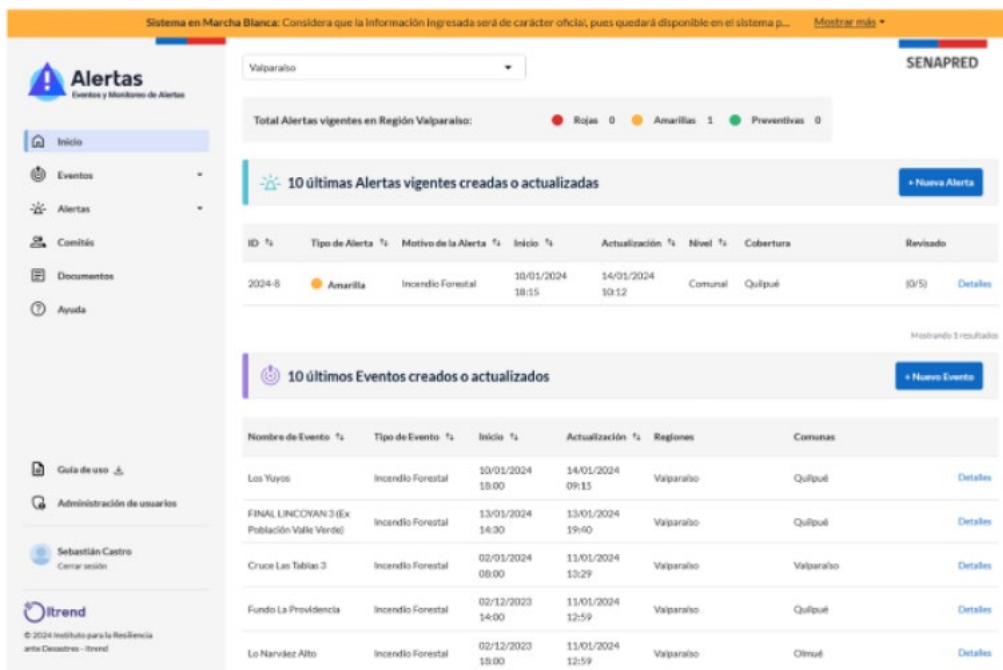 Sistema en Marcha Blanca: Considera que la información ingresada será de carácter oficial, pues quedará disponible en el sistema p... Mostrar más
Alertas
Eventos y Monitoreo de Alertas
Inicio
Eventos
Alertas
Comités
Documentos
Ayuda
Guía de uso
Administración de usuarios
Sebastián Castro
Cerrar sesión
Itrend
© 2024 Instituto para la Resiliencia
ante Desastres - Itrend
Valparaíso
SENAPRED
Total Alertas vigentes en Región Valparaíso: Rojas 0 Amarillas 1 Preventivas 0
10 últimas Alertas vigentes creadas o actualizadas
+ Nueva Alerta
ID Tipo de Alerta Motivo de la Alerta Inicio Actualización Nivel Cobertura Revisado
2024-8 Amarilla Incendio Forestal 10/01/2024 18:15 14/01/2024 10:12 Comunal Quilpué (0/5) Detalles
Mostrando 1 resultados
10 últimos Eventos creados o actualizados
+ Nuevo Evento
Nombre de Evento Tipo de Evento Inicio Actualización Regiones Comunas
Los Yuyos Incendio Forestal 10/01/2024 18:00 14/01/2024 09:15 Valparaíso Quilpué Detalles
FINAL LINCOYAN 3 (Ex Población Valle Verde) Incendio Forestal 13/01/2024 14:30 13/01/2024 19:40 Valparaíso Quilpué Detalles
Cruce Las Tablas 3 Incendio Forestal 02/01/2024 08:00 11/01/2024 13:29 Valparaíso Valparaíso Detalles
Fundo La Providencia Incendio Forestal 02/12/2023 14:00 11/01/2024 12:59 Valparaíso Quilpué Detalles
Lo Narváez Alto Incendio Forestal 02/12/2023 18:00 11/01/2024 12:59 Valparaíso Olmué Detalles